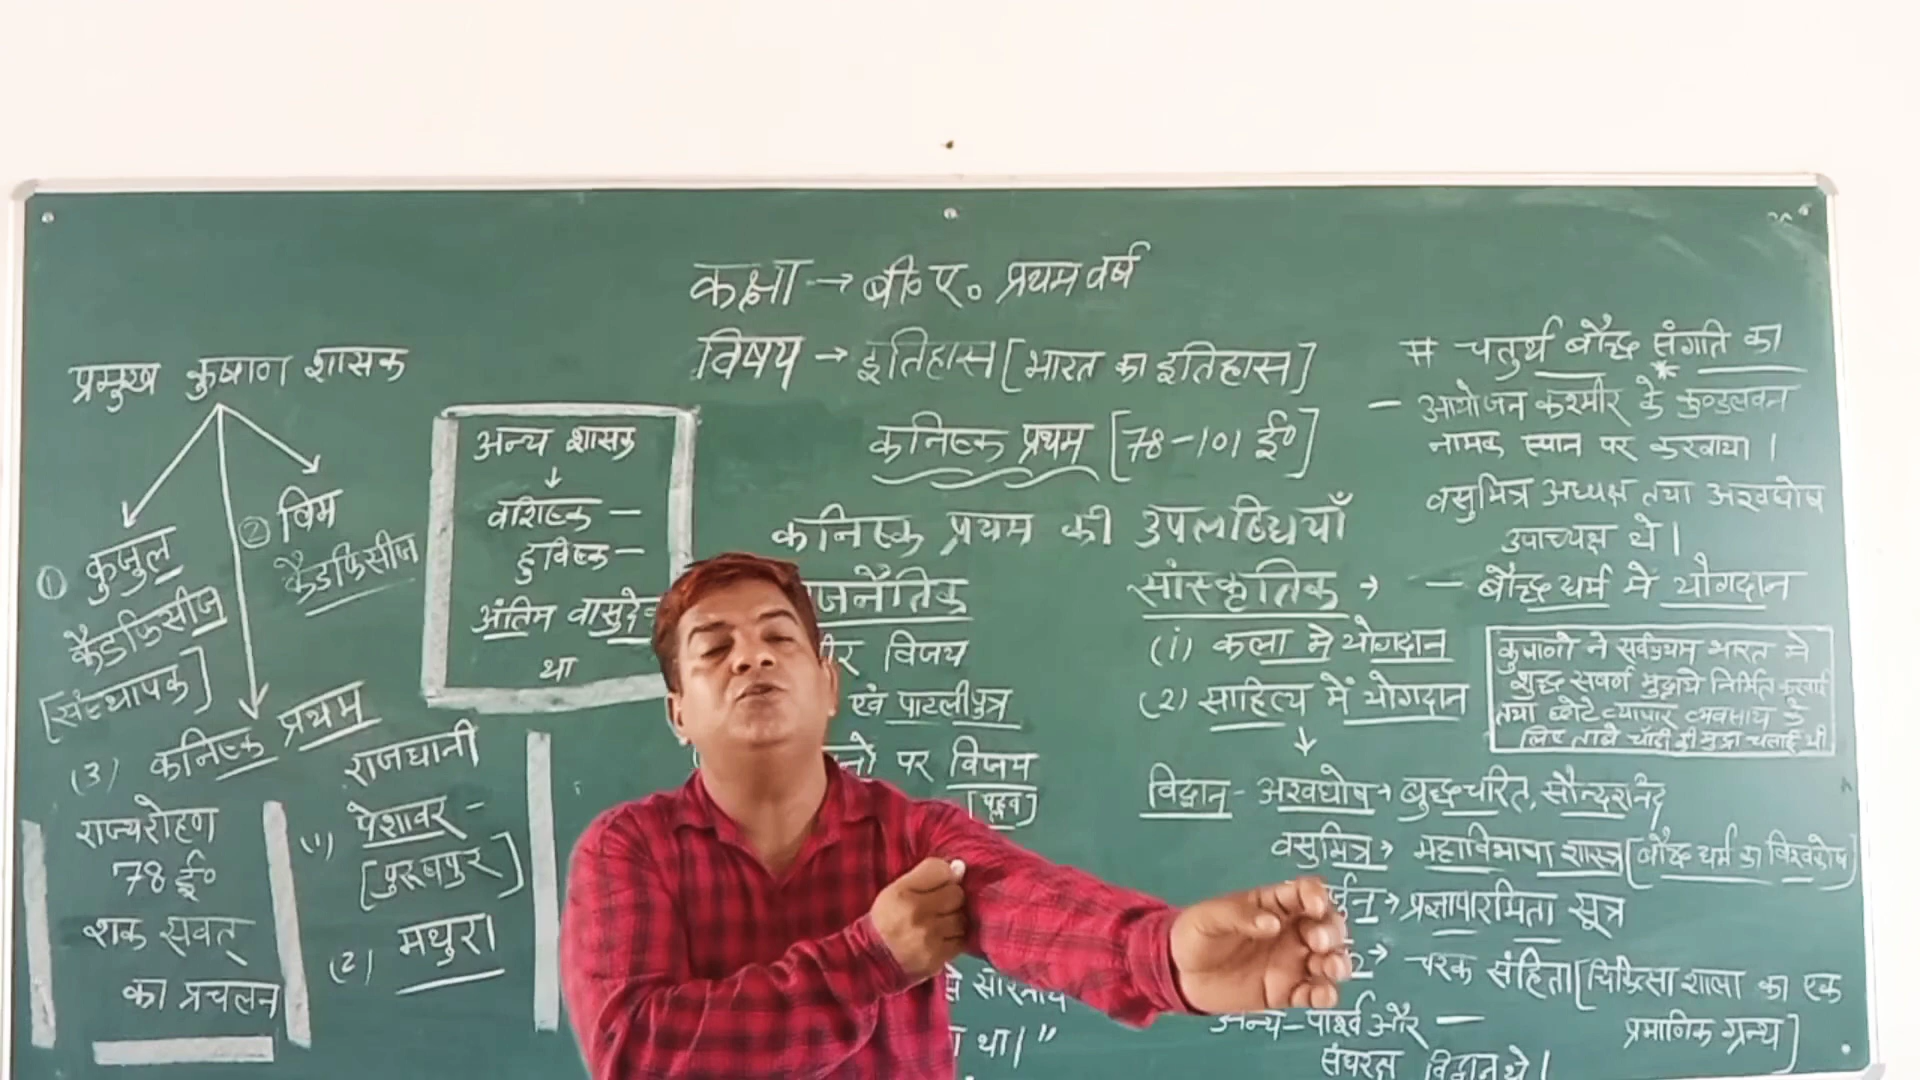 कक्षा → बी॰ ए॰ प्रथम वर्ष
विषय → इतिहास [भारत का इतिहास]
कनिष्क प्रथम [78-101 ई॰]
प्रमुख कुषाण शासक
① कुजुल
कैडफिसीज
[संस्थापक]
② विम
कैडफिसीज
(3) कनिष्क प्रथम
राज्यरोहण
78 ई॰
शक संवत्
का प्रचलन
राजधानी
(1) पेशावर -
[पुरूषपुर]
(2) मथुरा
अन्य शासक
↓
वशिष्क –
हुविष्क –
अंतिम वासुदेव
था
कनिष्क प्रथम की उपलब्धियाँ
विजय
एवं पाटलीपुत्र
पर विजय
से सारनाथ
था।”
सांस्कृतिक →
(1) कला में योगदान
(2) साहित्य में योगदान
↓
विद्वान - अश्वघोष → बुद्धचरित, सौन्दरानंद
वसुमित्र → महाविभाषा शास्त्र [बौद्ध धर्म का विश्वकोष]
→ प्रज्ञापारमिता सूत्र
→ चरक संहिता [चिकित्सा शाला का एक
प्रमाणिक ग्रन्थ]
अन्य – पार्श्व और –
संघरक्ष विद्वान थे।
# चतुर्थ बौद्ध संगति का
– आयोजन कश्मीर के कुण्डलवन
नामक स्थान पर करवाया।
वसुमित्र अध्यक्ष तथा अश्वघोष
उपाध्यक्ष थे।
– बौद्ध धर्म में योगदान
कुषाणों ने सर्वप्रथम भारत में
शुद्ध स्वर्ण मुद्राये निर्मित करवाई
तथा छोटे व्यापार व्यवसाय के
लिए तांबे चाँदी की मुद्रा चलाई थी